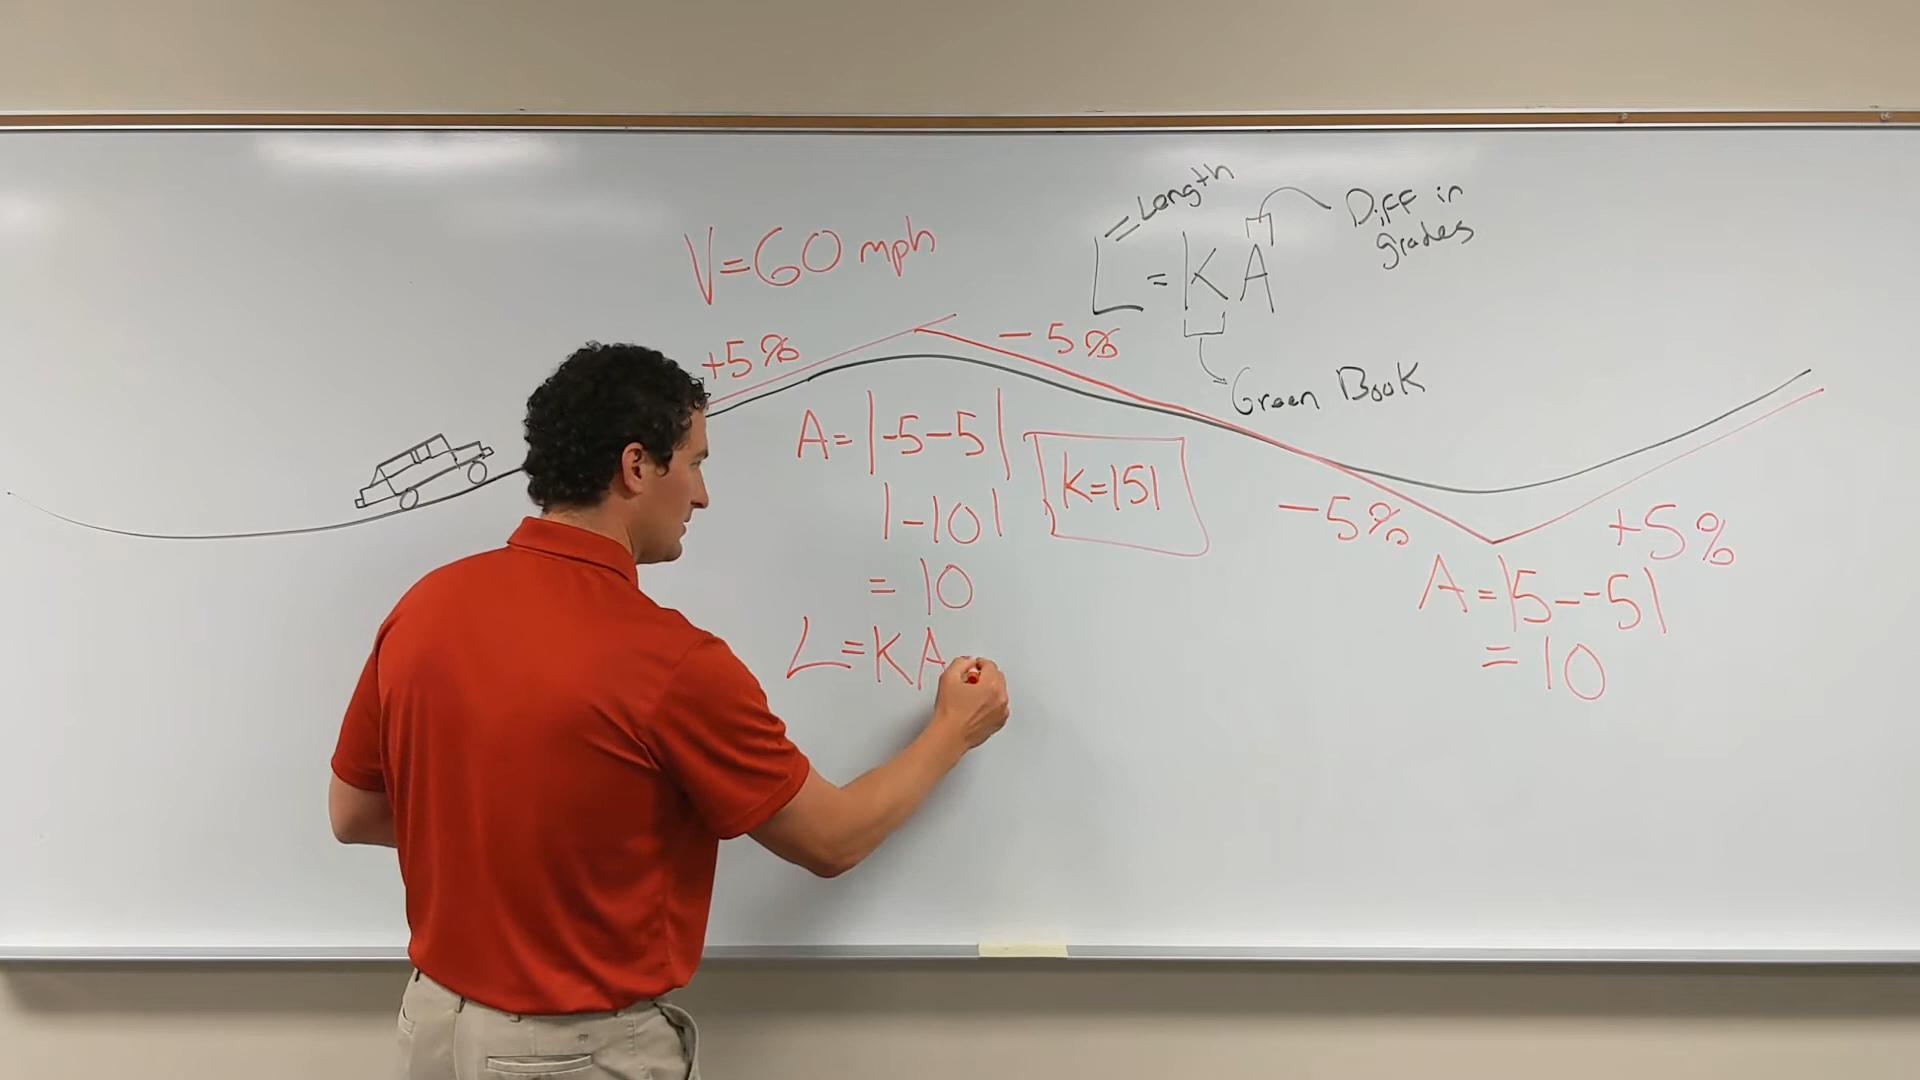 V=60 mph
L = Length
L = KA
Diff in
grades
Green Book
+5%
-5%
A=|-5-5|
|-10|
= 10
L=KA
K=151
-5%
+5%
A=|5--5|
= 10